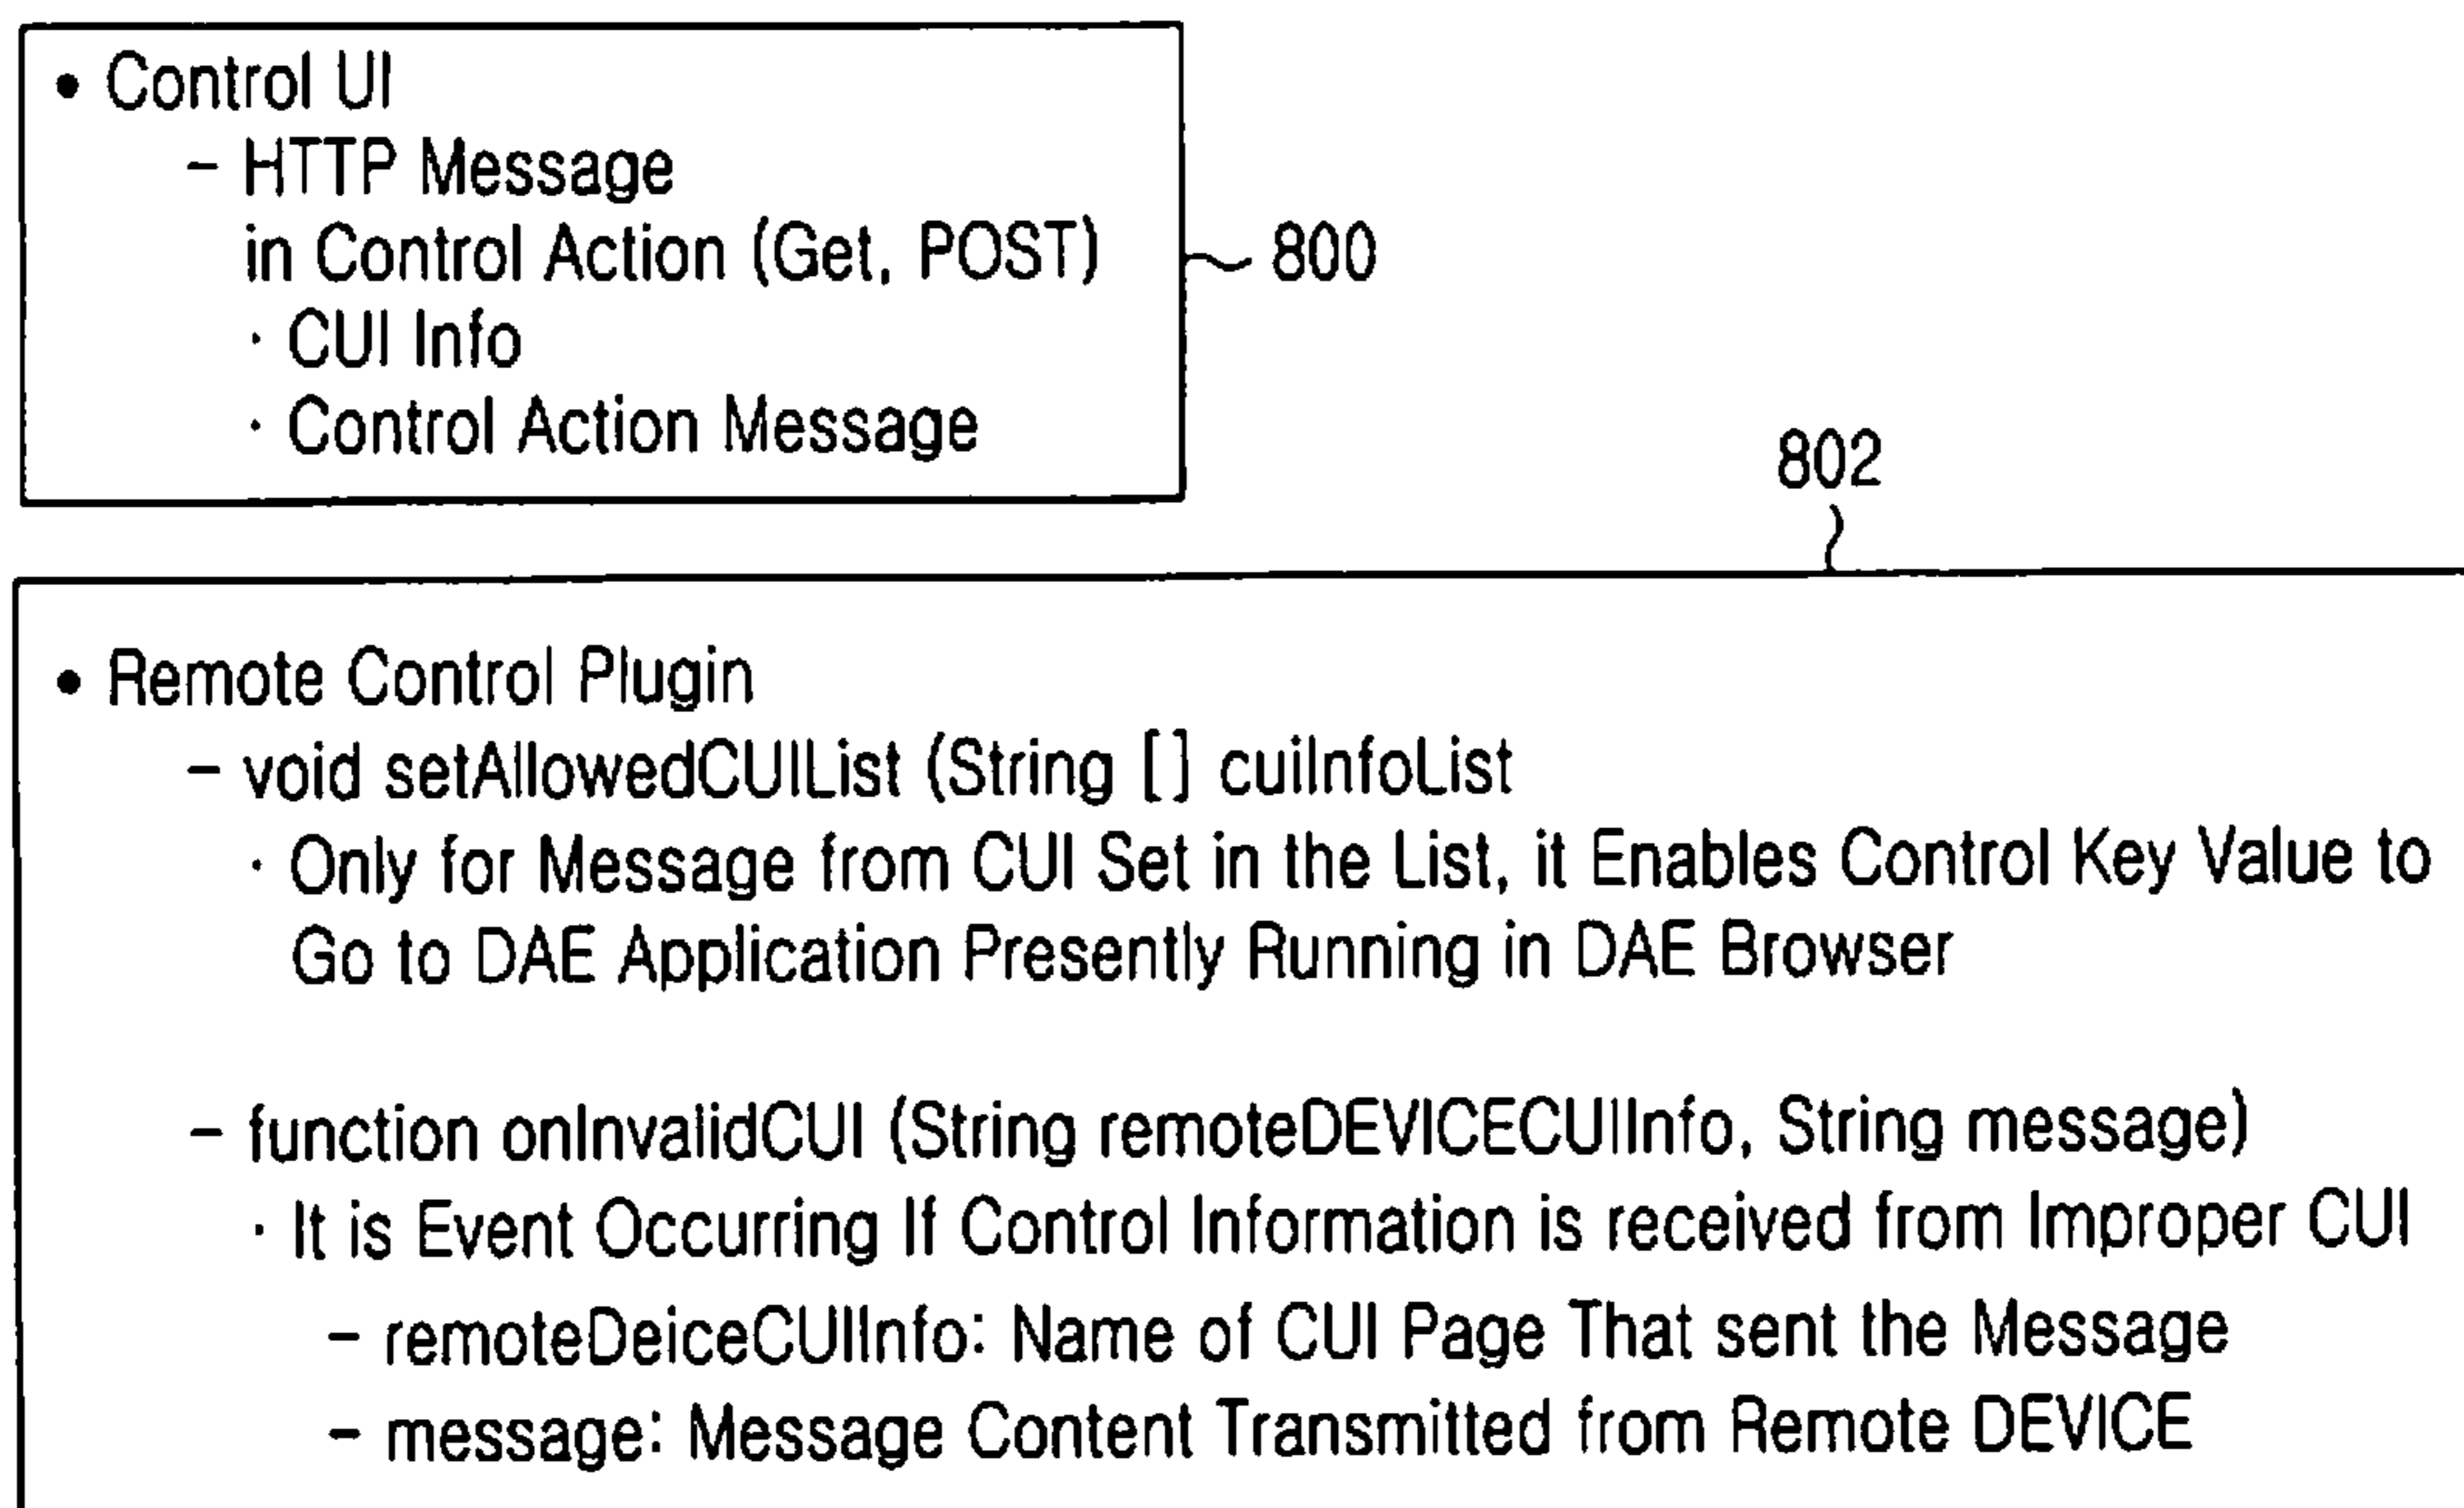 • Control UI
– HTTP Message
in Control Action (Get, POST)
· CUI Info
· Control Action Message
800
802
• Remote Control Plugin
– void setAllowedCUIList (String [] cuiInfoList
· Only for Message from CUI Set in the List, it Enables Control Key Value to
Go to DAE Application Presently Running in DAE Browser
– function onInvalidCUI (String remoteDEVICECUIInfo, String message)
· It is Event Occurring If Control Information is received from Improper CUI
– remoteDeiceCUIInfo: Name of CUI Page That sent the Message
– message: Message Content Transmitted from Remote DEVICE